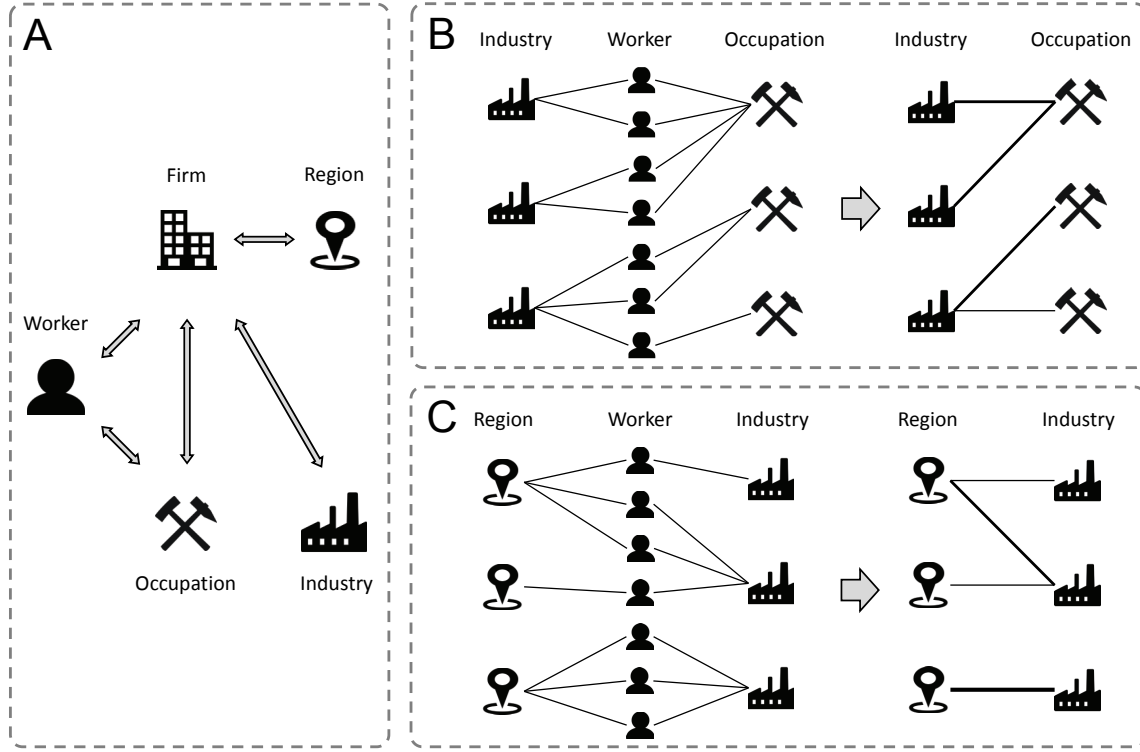 A
Firm
Region
Worker
Occupation
Industry
B
Industry
Worker
Occupation
Industry
Occupation
C
Region
Worker
Industry
Region
Industry